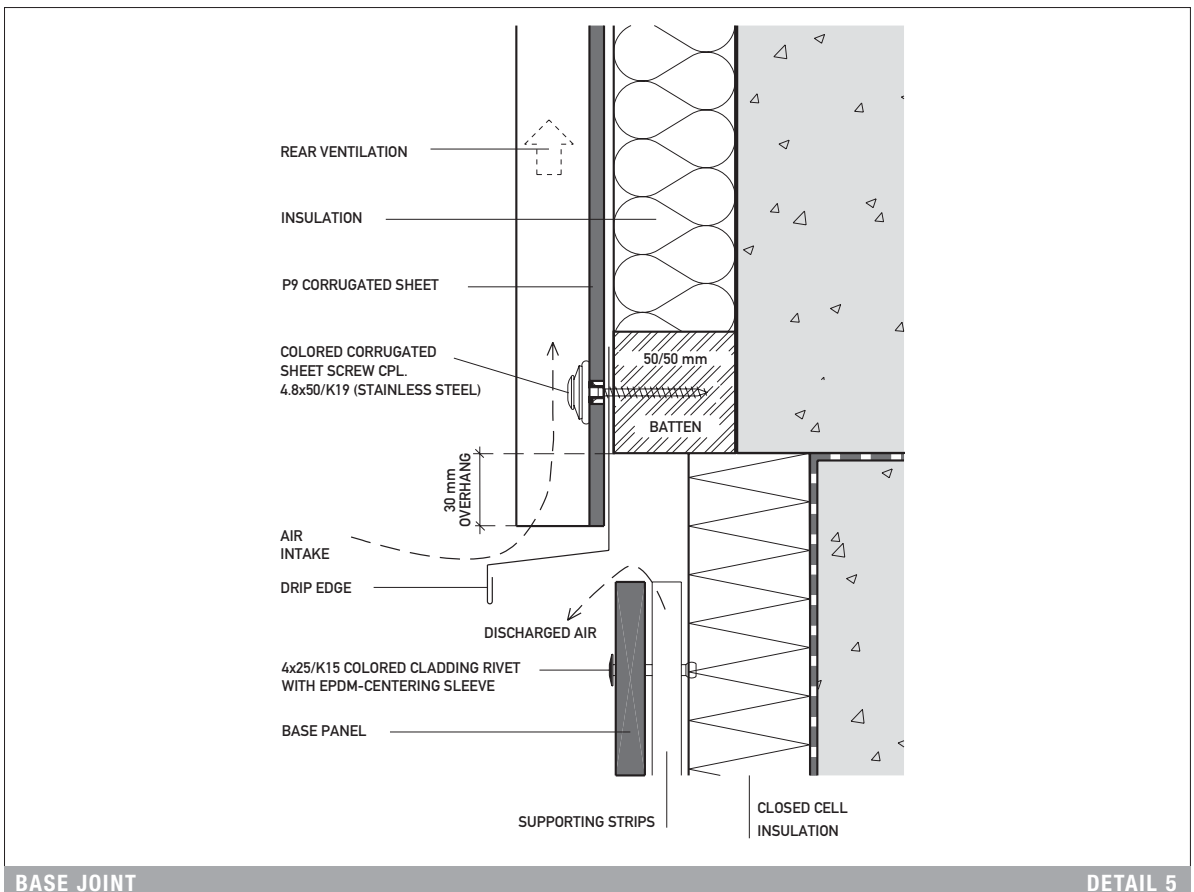 REAR VENTILATION
INSULATION
P9 CORRUGATED SHEET
COLORED CORRUGATED
SHEET SCREW CPL.
4.8x50/K19 (STAINLESS STEEL)
50/50 mm
BATTEN
30 mm
OVERHANG
AIR
INTAKE
DRIP EDGE
DISCHARGED AIR
4x25/K15 COLORED CLADDING RIVET
WITH EPDM-CENTERING SLEEVE
BASE PANEL
SUPPORTING STRIPS
CLOSED CELL
INSULATION
BASE JOINT
DETAIL 5